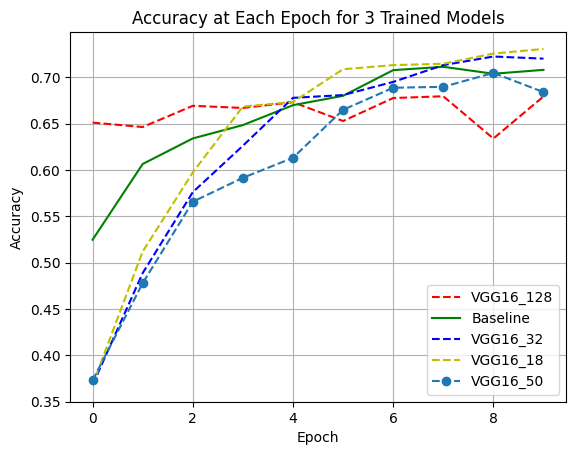 Accuracy at Each Epoch for 3 Trained Models
Accuracy
0.70
0.65
0.60
0.55
0.50
0.45
0.40
0.35
0
2
4
6
8
Epoch
VGG16_128
Baseline
VGG16_32
VGG16_18
VGG16_50